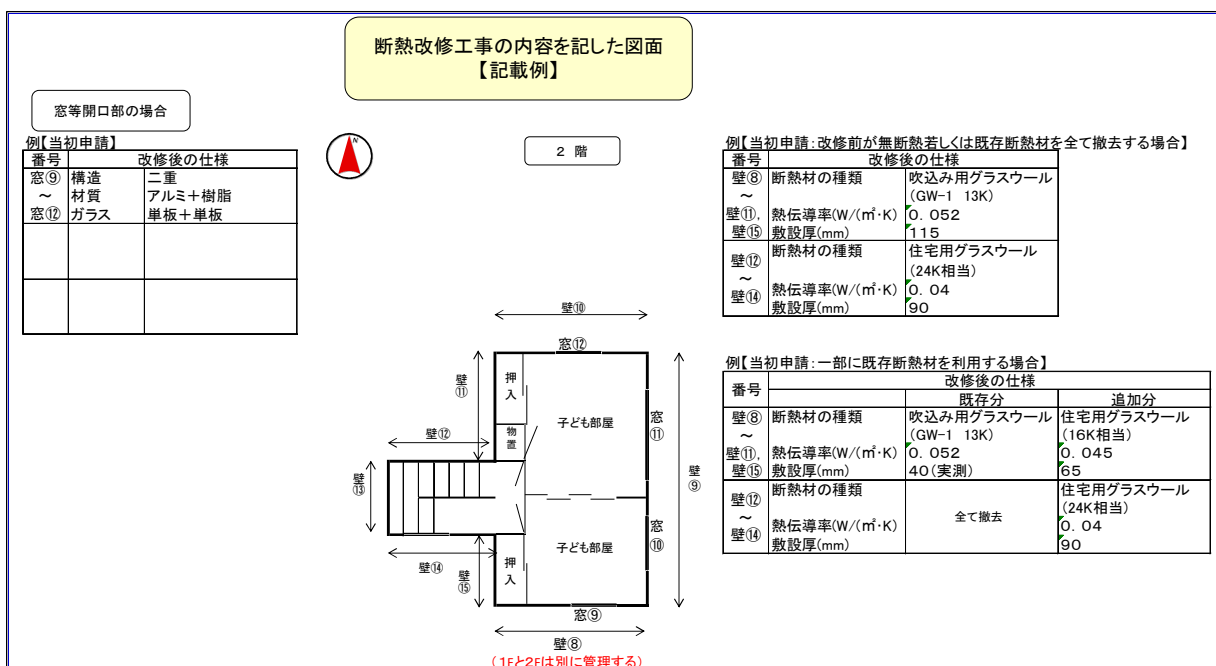 断熱改修工事の内容を記した図面
【記載例】
窓等開口部の場合
例【当初申請】
番号 改修後の仕様
窓⑨ 構造 二重
～ 材質 アルミ＋樹脂
窓⑫ ガラス 単板＋単板
N
2 階
例【当初申請：改修前が無断熱若しくは既存断熱材を全て撤去する場合】
番号 改修後の仕様
壁⑧ 断熱材の種類 吹込み用グラスウール
～ (GW-1 13K)
壁⑪, 熱伝導率(W/(㎡・K) 0.052
壁⑮ 敷設厚(mm) 115
壁⑫ 断熱材の種類 住宅用グラスウール
～ (24K相当)
壁⑭ 熱伝導率(W/(㎡・K) 0.04
敷設厚(mm) 90
例【当初申請：一部に既存断熱材を利用する場合】
番号 改修後の仕様
既存分 追加分
壁⑧ 断熱材の種類 吹込み用グラスウール 住宅用グラスウール
～ (GW-1 13K) (16K相当)
壁⑪, 熱伝導率(W/(㎡・K) 0.052 0.045
壁⑮ 敷設厚(mm) 40(実測) 65
壁⑫ 断熱材の種類 全て撤去 住宅用グラスウール
～ (24K相当)
壁⑭ 熱伝導率(W/(㎡・K) 0.04
敷設厚(mm) 90
壁⑩
窓⑫
壁⑪
押入
子ども部屋
窓⑪
物置
壁⑫
壁⑬
壁⑨
窓⑩
子ども部屋
押入
壁⑭
壁⑮
窓⑨
壁⑧
(1Fと2Fは別に管理する)